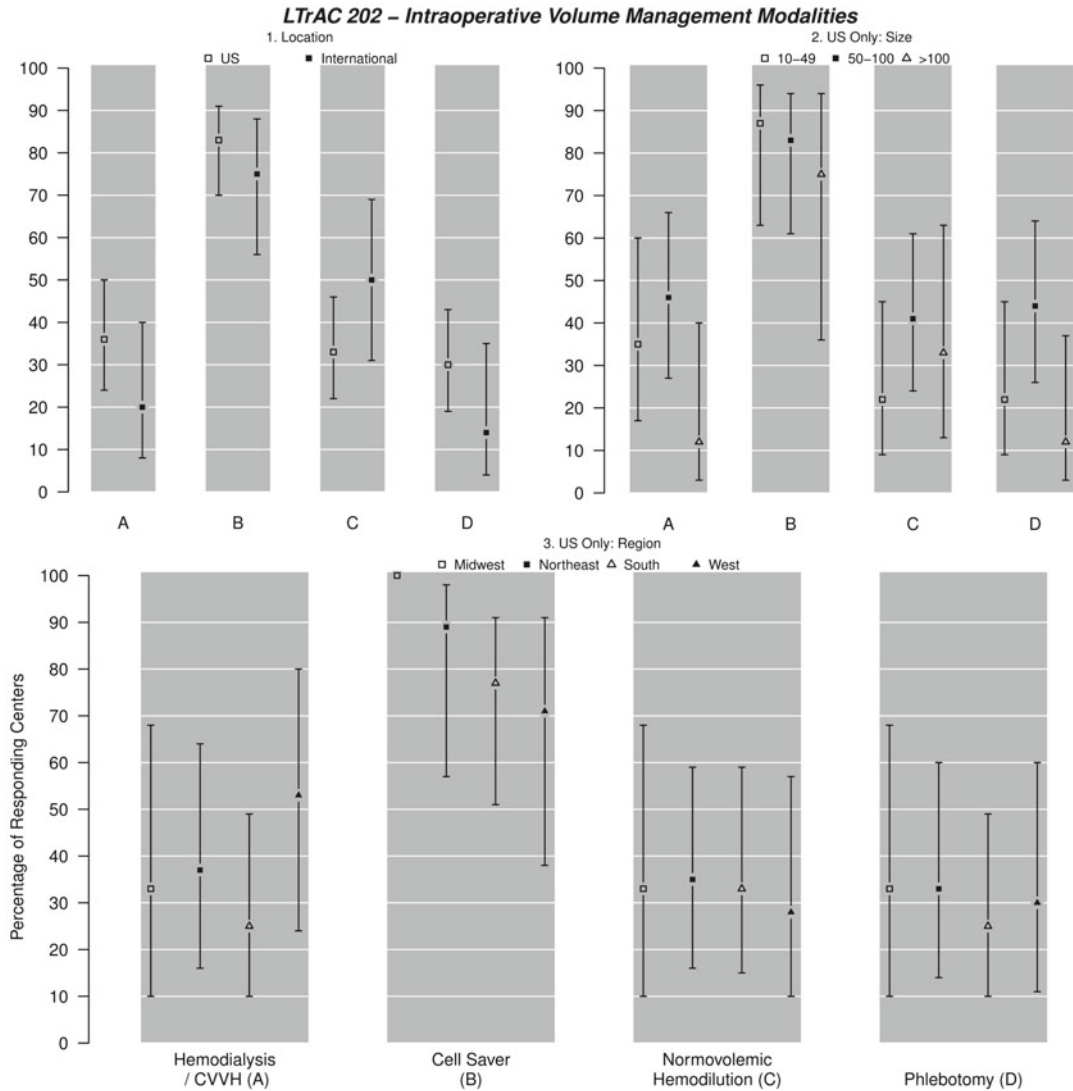 LTrAC 202 – Intraoperative Volume Management Modalities
1. Location
US International
100
90
80
70
60
50
40
30
20
10
0
A B C D
2. US Only: Size
10–49 50–100 >100
100
90
80
70
60
50
40
30
20
10
0
A B C D
3. US Only: Region
Midwest Northeast South West
Percentage of Responding Centers
100
90
80
70
60
50
40
30
20
10
0
Hemodialysis
/ CVVH (A)
Cell Saver
(B)
Normovolemic
Hemodilution (C)
Phlebotomy (D)